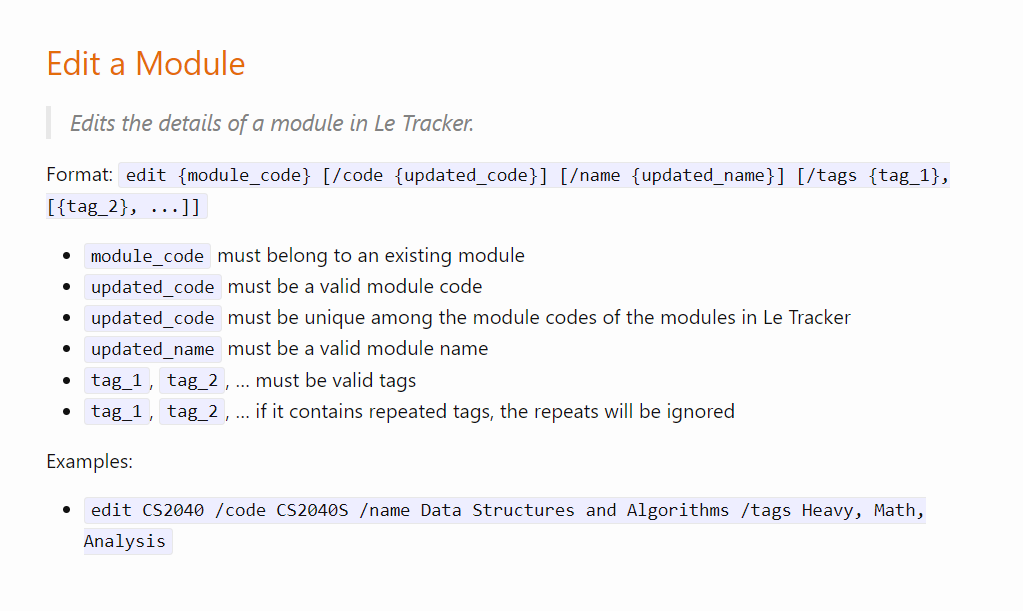 Edit a Module
Edits the details of a module in Le Tracker.
Format: edit {module_code} [/code {updated_code}] [/name {updated_name}] [/tags {tag_1},
[{tag_2}, ...]]
• module_code must belong to an existing module
• updated_code must be a valid module code
• updated_code must be unique among the module codes of the modules in Le Tracker
• updated_name must be a valid module name
• tag_1, tag_2, … must be valid tags
• tag_1, tag_2, … if it contains repeated tags, the repeats will be ignored
Examples:
• edit CS2040 /code CS2040S /name Data Structures and Algorithms /tags Heavy, Math,
Analysis